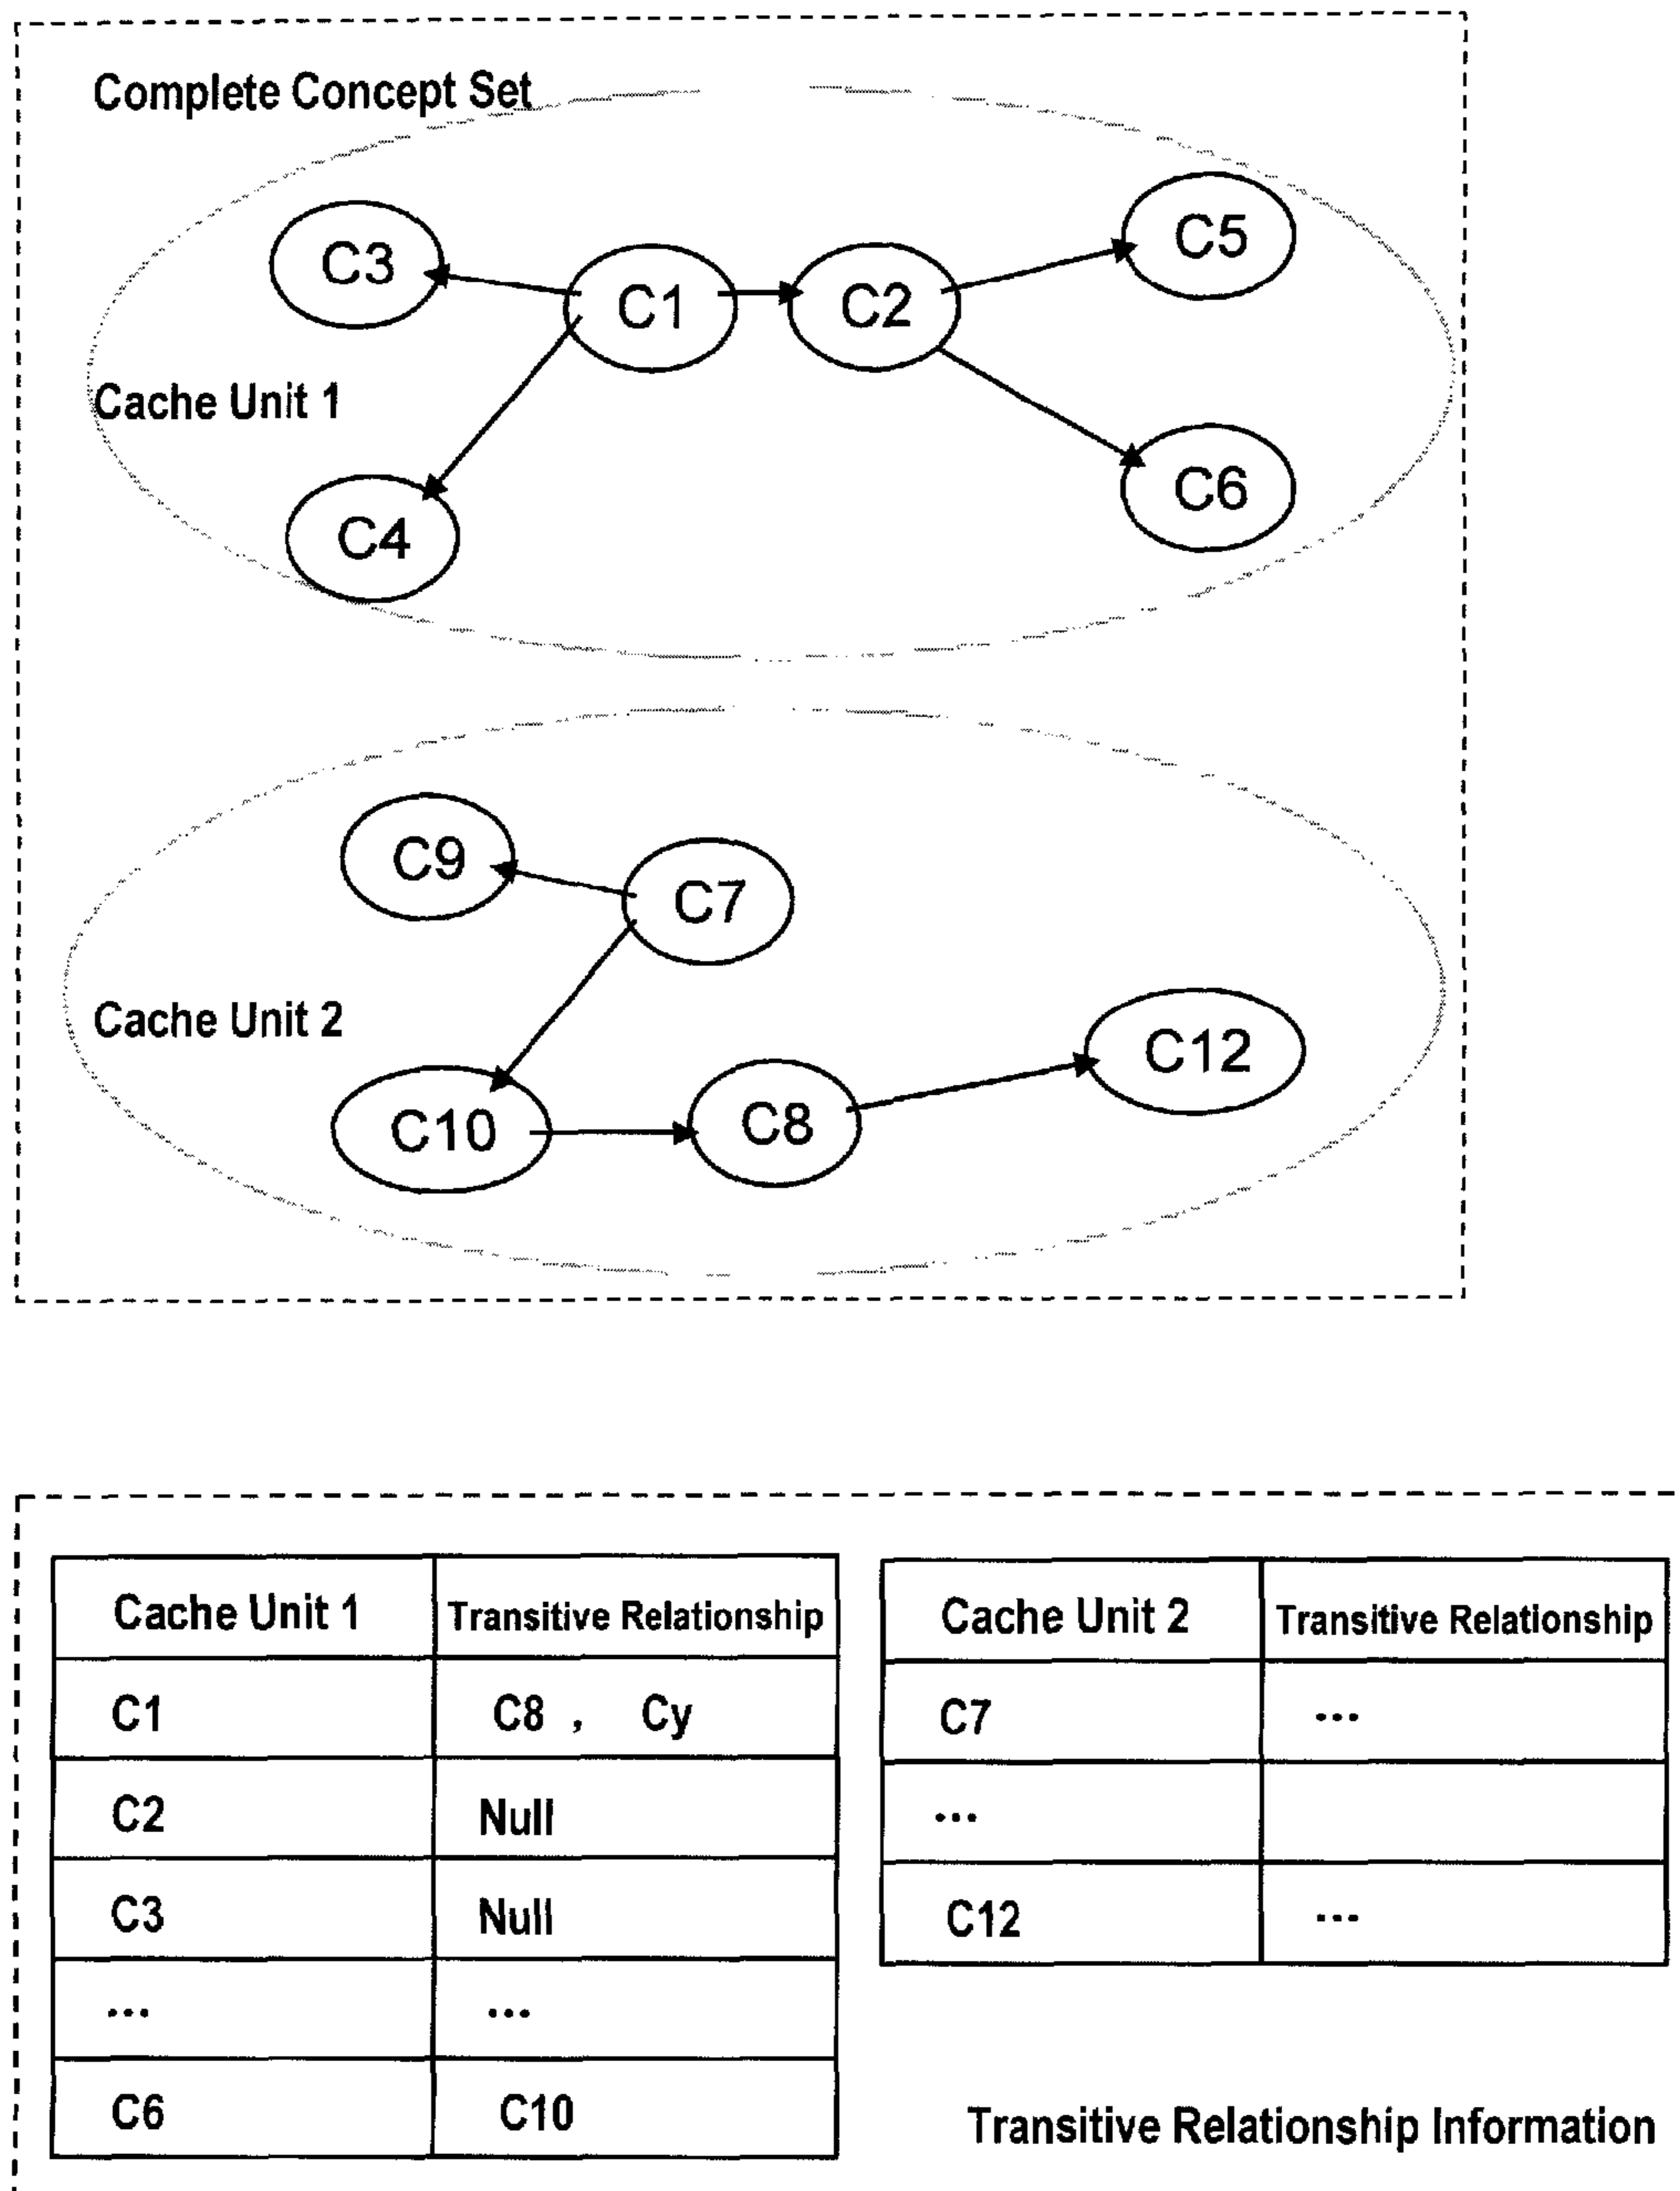 Complete Concept Set
C3
C1
C2
C5
Cache Unit 1
C4
C6
C9
C7
Cache Unit 2
C10
C8
C12
Cache Unit 1 Transitive Relationship
C1 C8 , Cy
C2 Null
C3 Null
... ...
C6 C10
Cache Unit 2 Transitive Relationship
C7 ...
...
C12 ...
Transitive Relationship Information